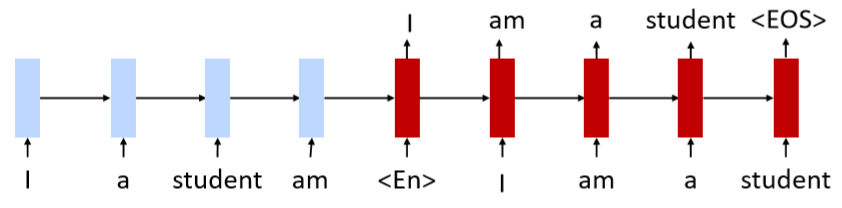 I am a student <EOS>
I a student am <En> I am a student